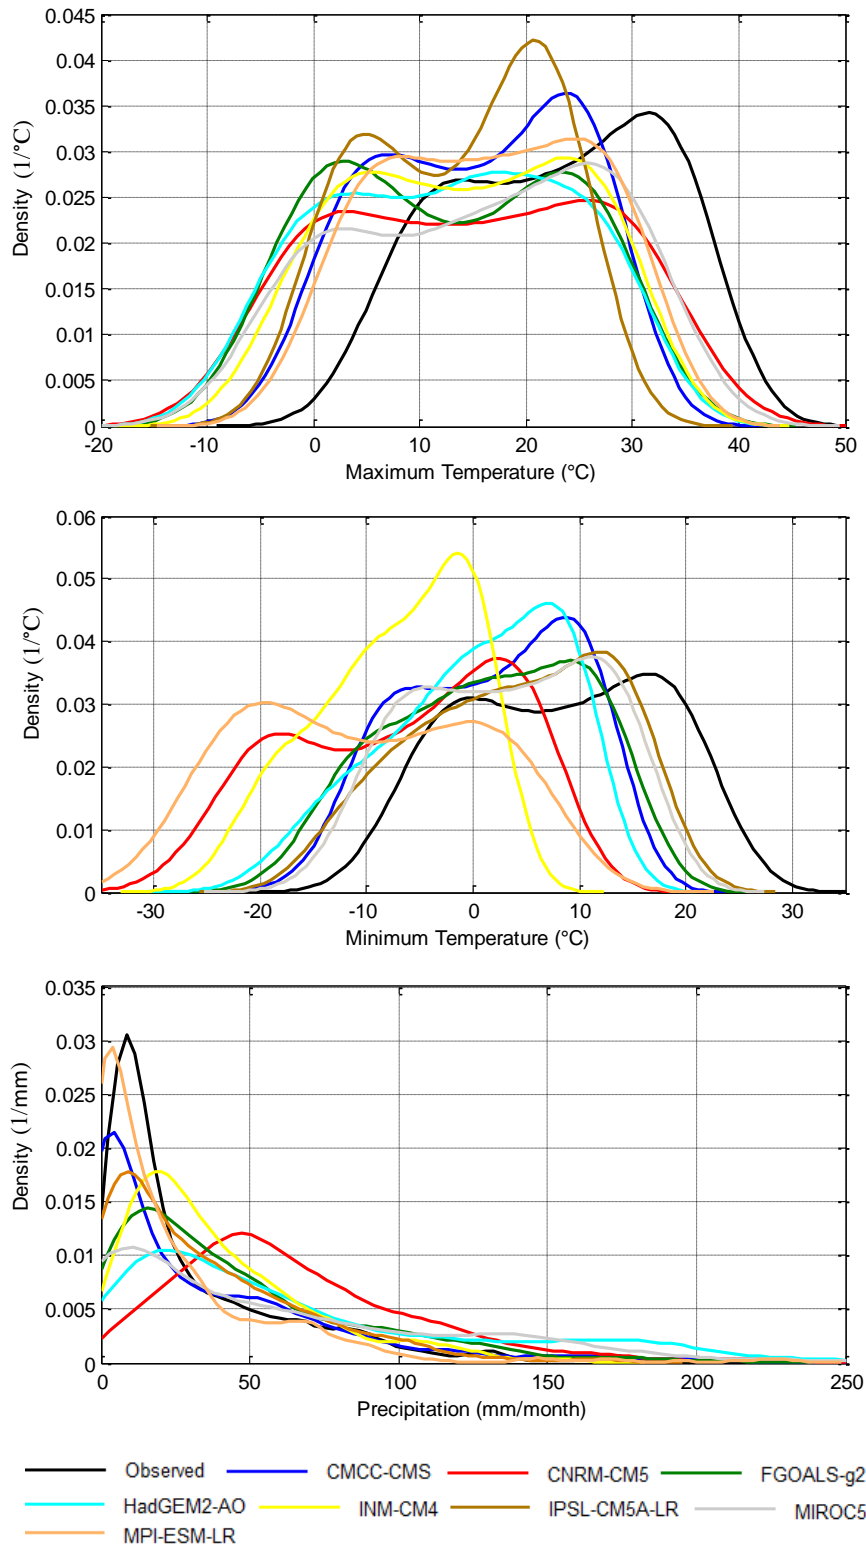 0.045
0.04
0.035
0.03
0.025
0.02
0.015
0.01
0.005
0
Density (1/°C)
-20 -10 0 10 20 30 40 50
Maximum Temperature (°C)
0.06
0.05
0.04
0.03
0.02
0.01
0
Density (1/°C)
-30 -20 -10 0 10 20 30
Minimum Temperature (°C)
0.035
0.03
0.025
0.02
0.015
0.01
0.005
0
Density (1/mm)
0 50 100 150 200 250
Precipitation (mm/month)
Observed CMCC-CMS CNRM-CM5 FGOALS-g2
HadGEM2-AO INM-CM4 IPSL-CM5A-LR MIROC5
MPI-ESM-LR